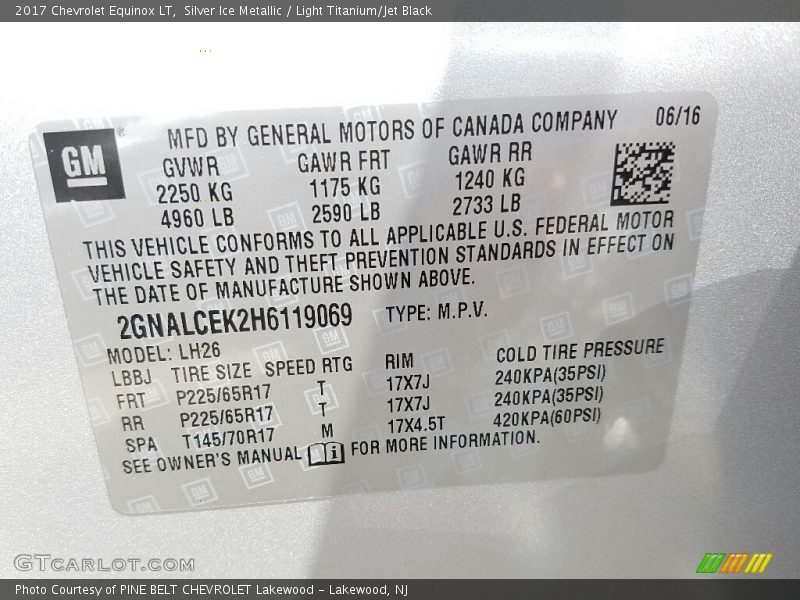 2017 Chevrolet Equinox LT,  Silver Ice Metallic / Light Titanium/Jet Black
GM ®
MFD BY GENERAL MOTORS OF CANADA COMPANY 06/16
GVWR GAWR FRT GAWR RR
2250 KG 1175 KG 1240 KG
4960 LB 2590 LB 2733 LB
THIS VEHICLE CONFORMS TO ALL APPLICABLE U.S. FEDERAL MOTOR
VEHICLE SAFETY AND THEFT PREVENTION STANDARDS IN EFFECT ON
THE DATE OF MANUFACTURE SHOWN ABOVE.
2GNALCEK2H6119069 TYPE: M.P.V.
MODEL: LH26
LBBJ TIRE SIZE SPEED RTG RIM COLD TIRE PRESSURE
FRT P225/65R17 T 17X7J 240KPA(35PSI)
RR P225/65R17 T 17X7J 240KPA(35PSI)
SPA T145/70R17 M 17X4.5T 420KPA(60PSI)
SEE OWNER'S MANUAL i FOR MORE INFORMATION.
GTCARLOT.COM
Photo Courtesy of PINE BELT CHEVROLET Lakewood - Lakewood, NJ